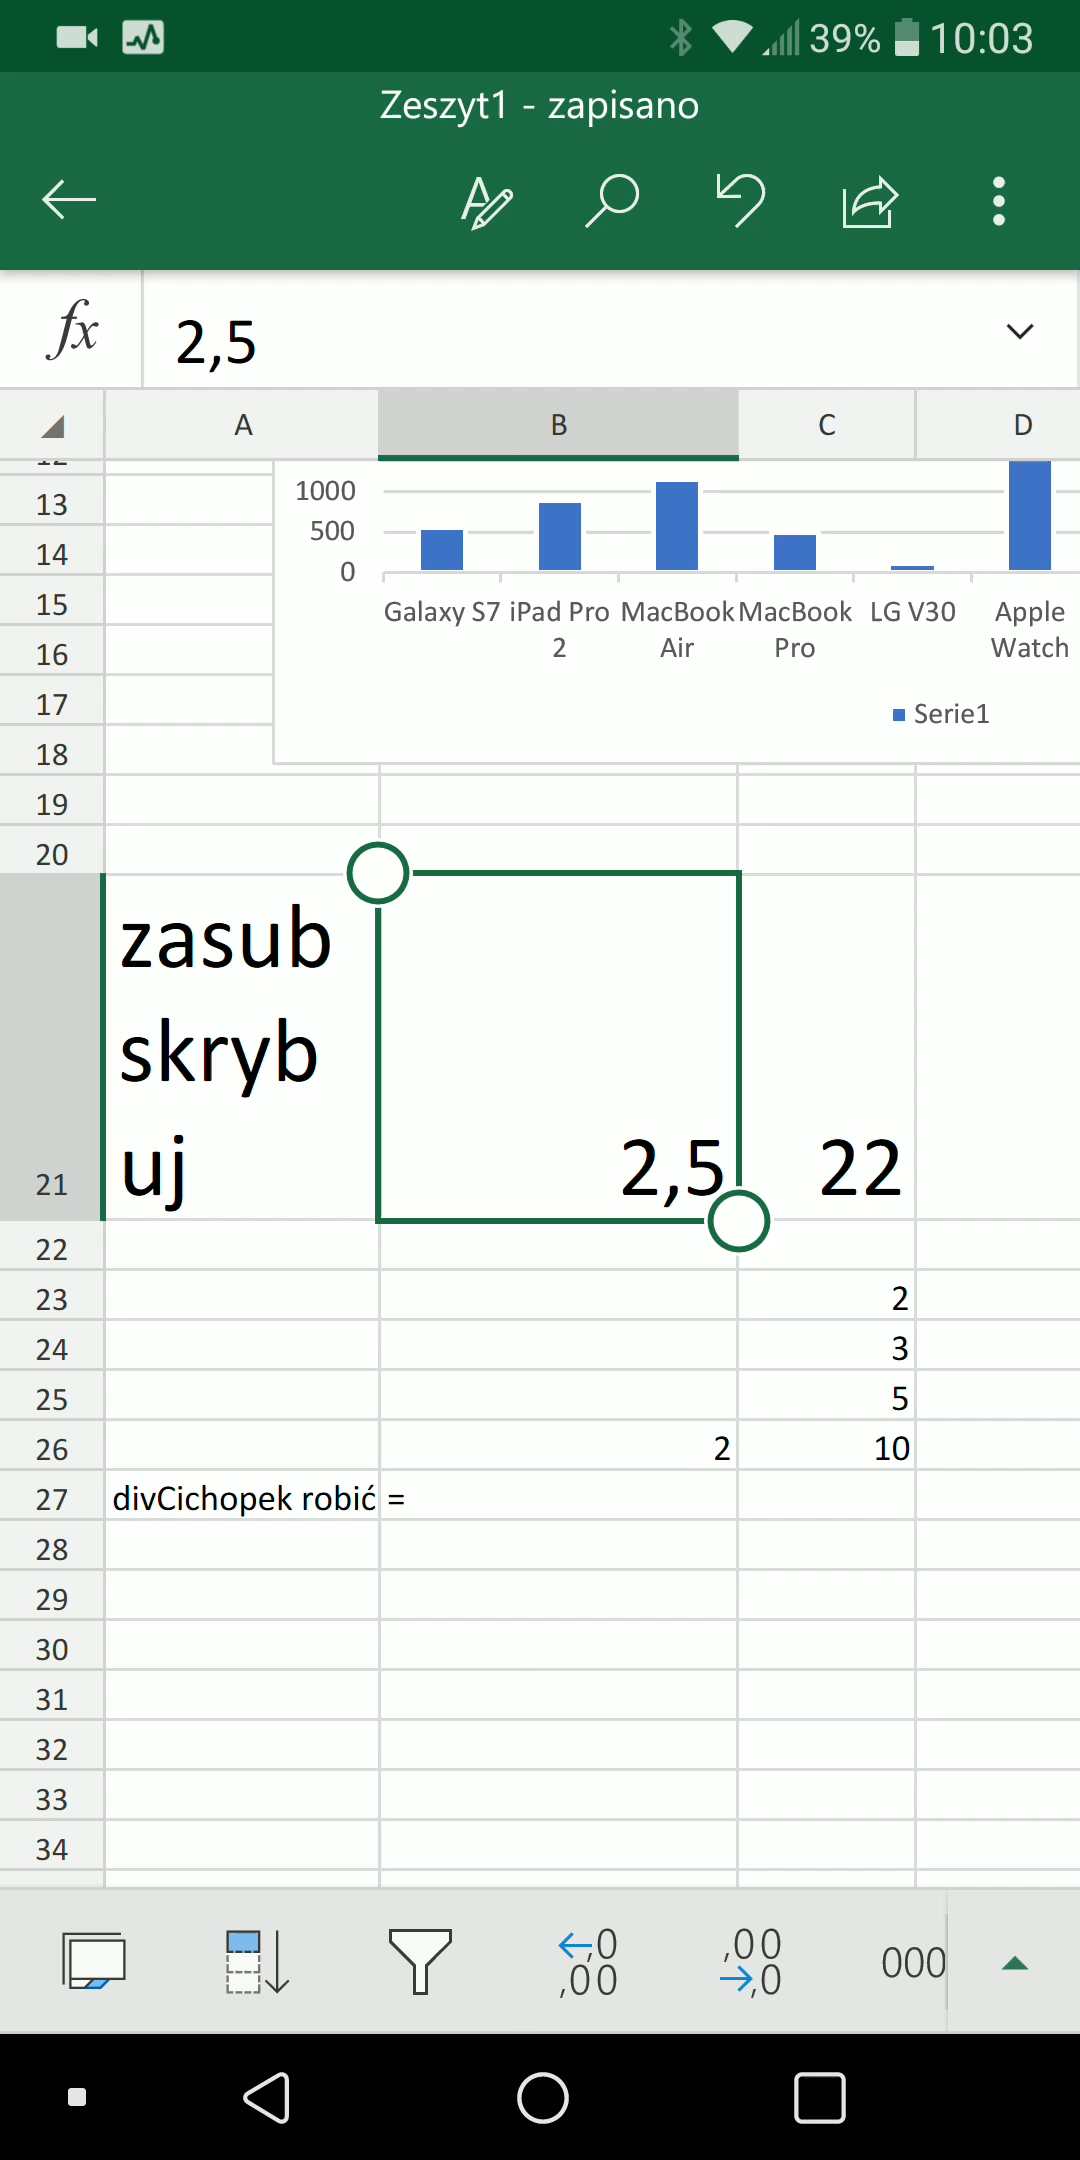 39% 10:03
Zeszyt1 - zapisano
fx 2,5
A B C D
12
13 1000
14 500
0
15 Galaxy S7 iPad Pro MacBook MacBook LG V30 Apple
16 2 Air Pro Watch
17 Serie1
18
19
20
zasub
skryb
21 uj 2,5 22
22
23 2
24 3
25 5
26 2 10
27 divCichopek robić =
28
29
30
31
32
33
34
,0 ,00
,00 ,0 000